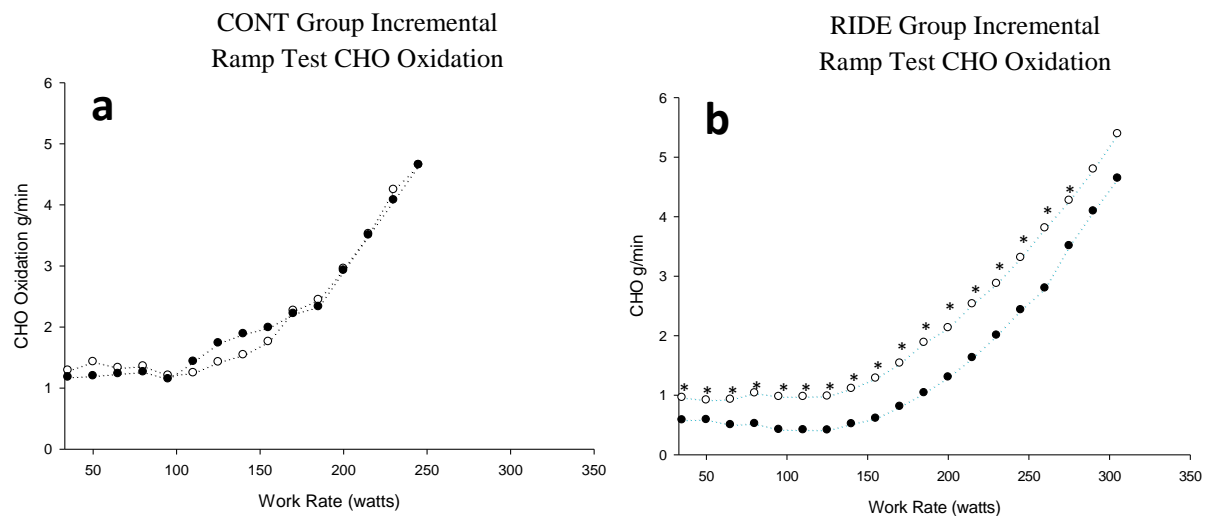 CONT Group Incremental
Ramp Test CHO Oxidation
a
CHO Oxidation g/min
6
5
4
3
2
1
0
50 100 150 200 250 300 350
Work Rate (watts)
RIDE Group Incremental
Ramp Test CHO Oxidation
b
CHO g/min
6
5
4
3
2
1
0
* * * * * * * * * * * * * * * * *
50 100 150 200 250 300 350
Work Rate (watts)